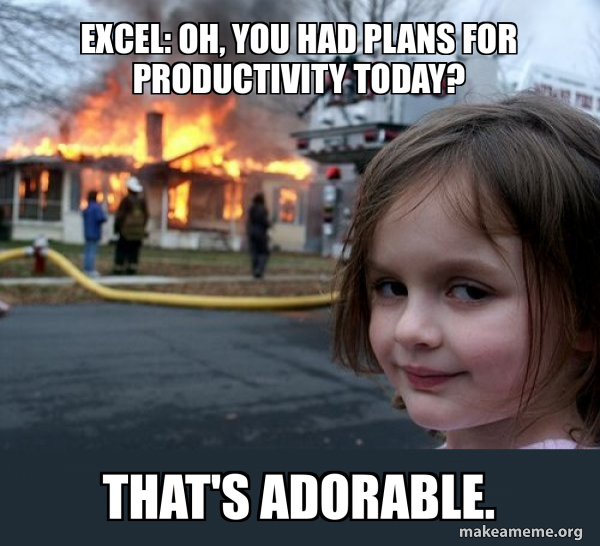 EXCEL: OH, YOU HAD PLANS FOR
PRODUCTIVITY TODAY?
THAT'S ADORABLE.
makeameme.org